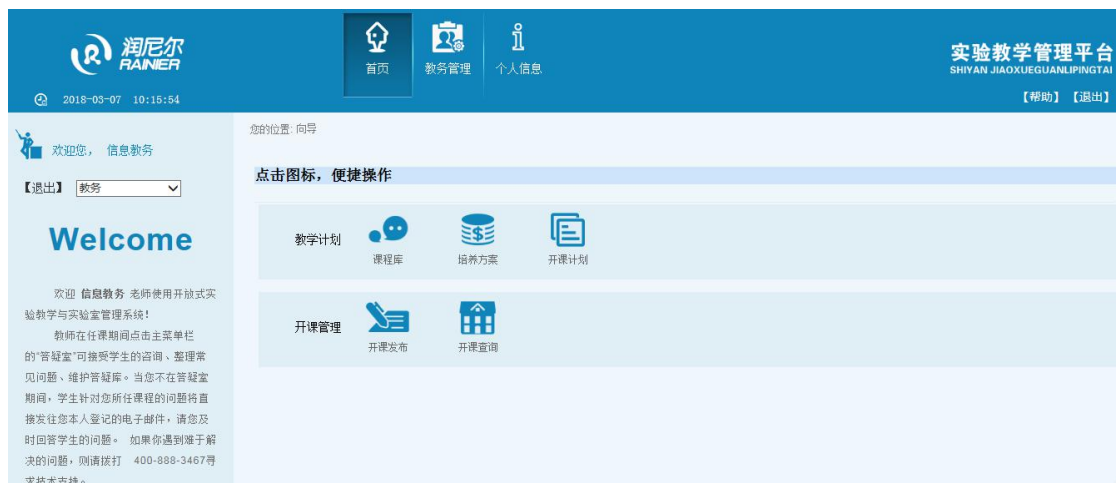 润尼尔
RAINIER
2018-03-07 10:15:54
首页
教务管理
个人信息
实验教学管理平台
SHIYAN JIAOXUEGUANLIPINGTAI
【帮助】 【退出】
欢迎您， 信息教务
【退出】 教务
Welcome
欢迎 信息教务 老师使用开放式实
验教学与实验室管理系统！
教师在任课期间点击主菜单栏
的“答疑室”可接受学生的咨询、整理常
见问题、维护答疑库。当您不在答疑室
期间，学生针对您所任课程的问题将直
接发往您本人登记的电子邮件，请您及
时回答学生的问题。 如果你遇到难于解
决的问题，则请拨打 400-888-3467寻
求技术支持。
您的位置: 向导
点击图标，便捷操作
教学计划
课程库
培养方案
开课计划
开课管理
开课发布
开课查询